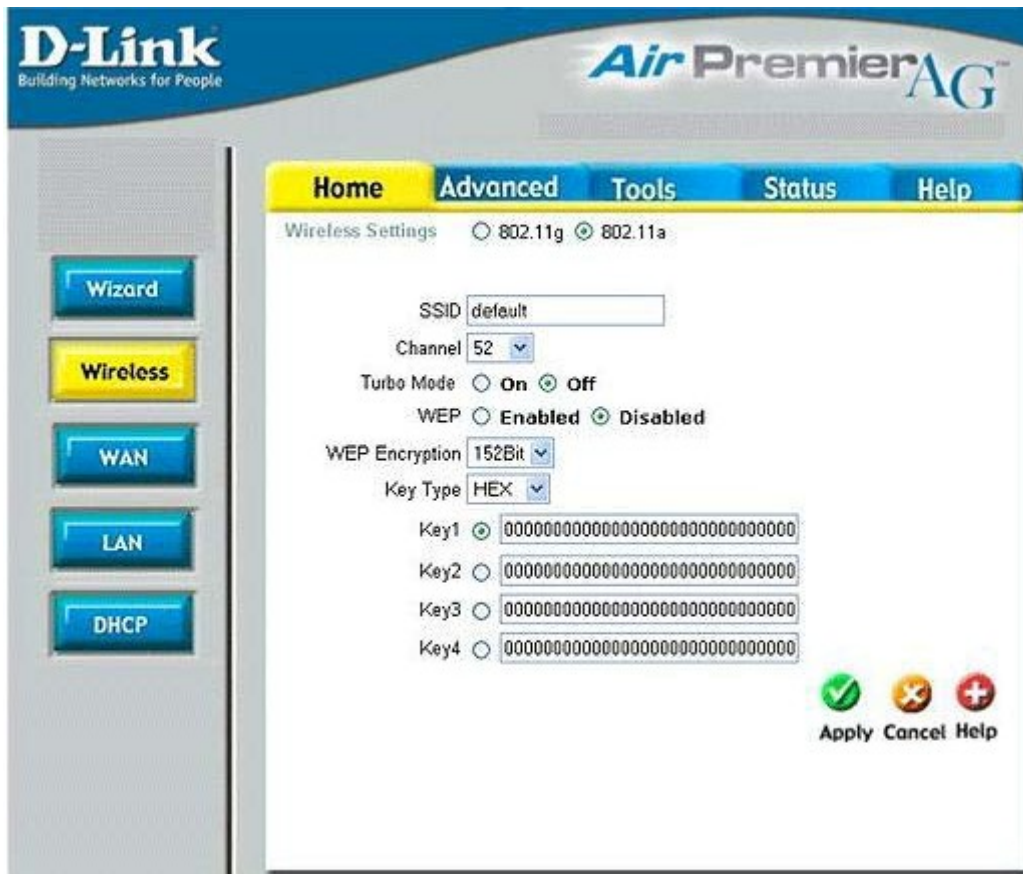 D-Link
Building Networks for People
Air Premier AG™
Home Advanced Tools Status Help
Wireless Settings 802.11g 802.11a
Wizard
Wireless
WAN
LAN
DHCP
SSID default
Channel 52
Turbo Mode On Off
WEP Enabled Disabled
WEP Encryption 152Bit
Key Type HEX
Key1 00000000000000000000000000000000
Key2 00000000000000000000000000000000
Key3 00000000000000000000000000000000
Key4 00000000000000000000000000000000
Apply Cancel Help